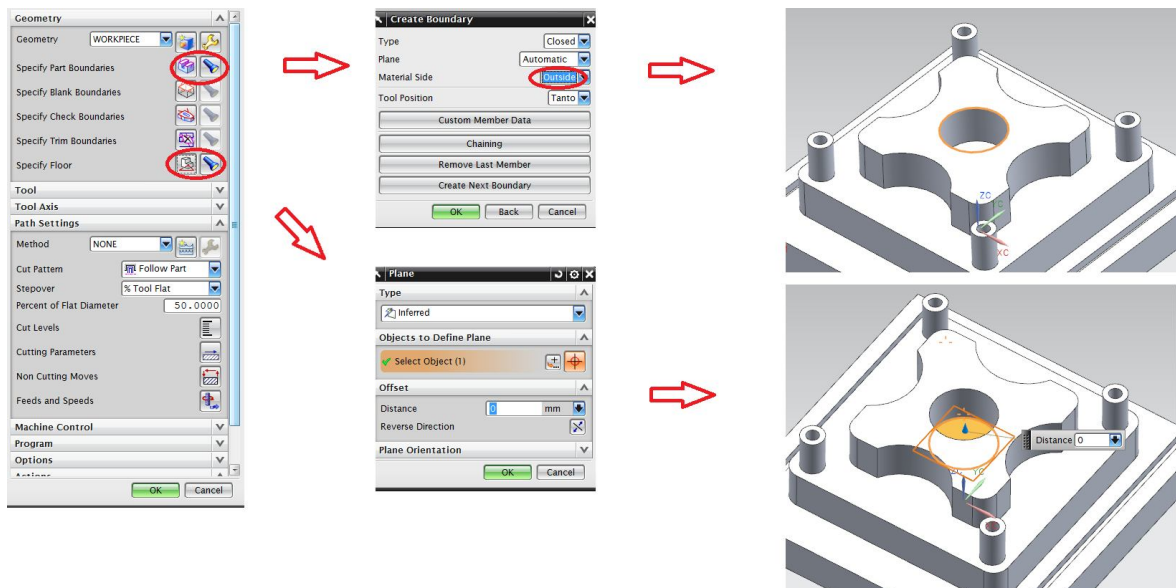 Geometry
Geometry WORKPIECE
Specify Part Boundaries
Specify Blank Boundaries
Specify Check Boundaries
Specify Trim Boundaries
Specify Floor
Tool
Tool Axis
Path Settings
Method NONE
Cut Pattern Follow Part
Stepover % Tool Flat
Percent of Flat Diameter 50.0000
Cut Levels
Cutting Parameters
Non Cutting Moves
Feeds and Speeds
Machine Control
Program
Options
Actions
OK Cancel
Create Boundary
Type Closed
Plane Automatic
Material Side Outside
Tool Position Tanto
Custom Member Data
Chaining
Remove Last Member
Create Next Boundary
OK Back Cancel
Plane
Type
Inferred
Objects to Define Plane
Select Object (1)
Offset
Distance 0 mm
Reverse Direction
Plane Orientation
OK Cancel
ZC
XC
Distance 0
YC